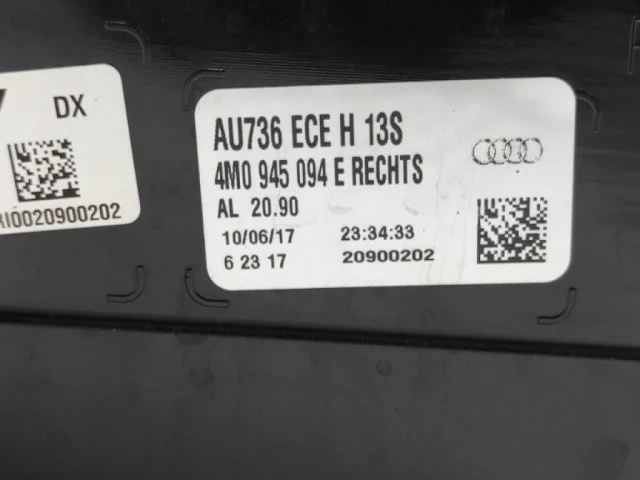 DX
RI0020900202
AU736 ECE H 13S
4M0 945 094 E RECHTS
AL 20.90
10/06/17 23:34:33
6 23 17 20900202